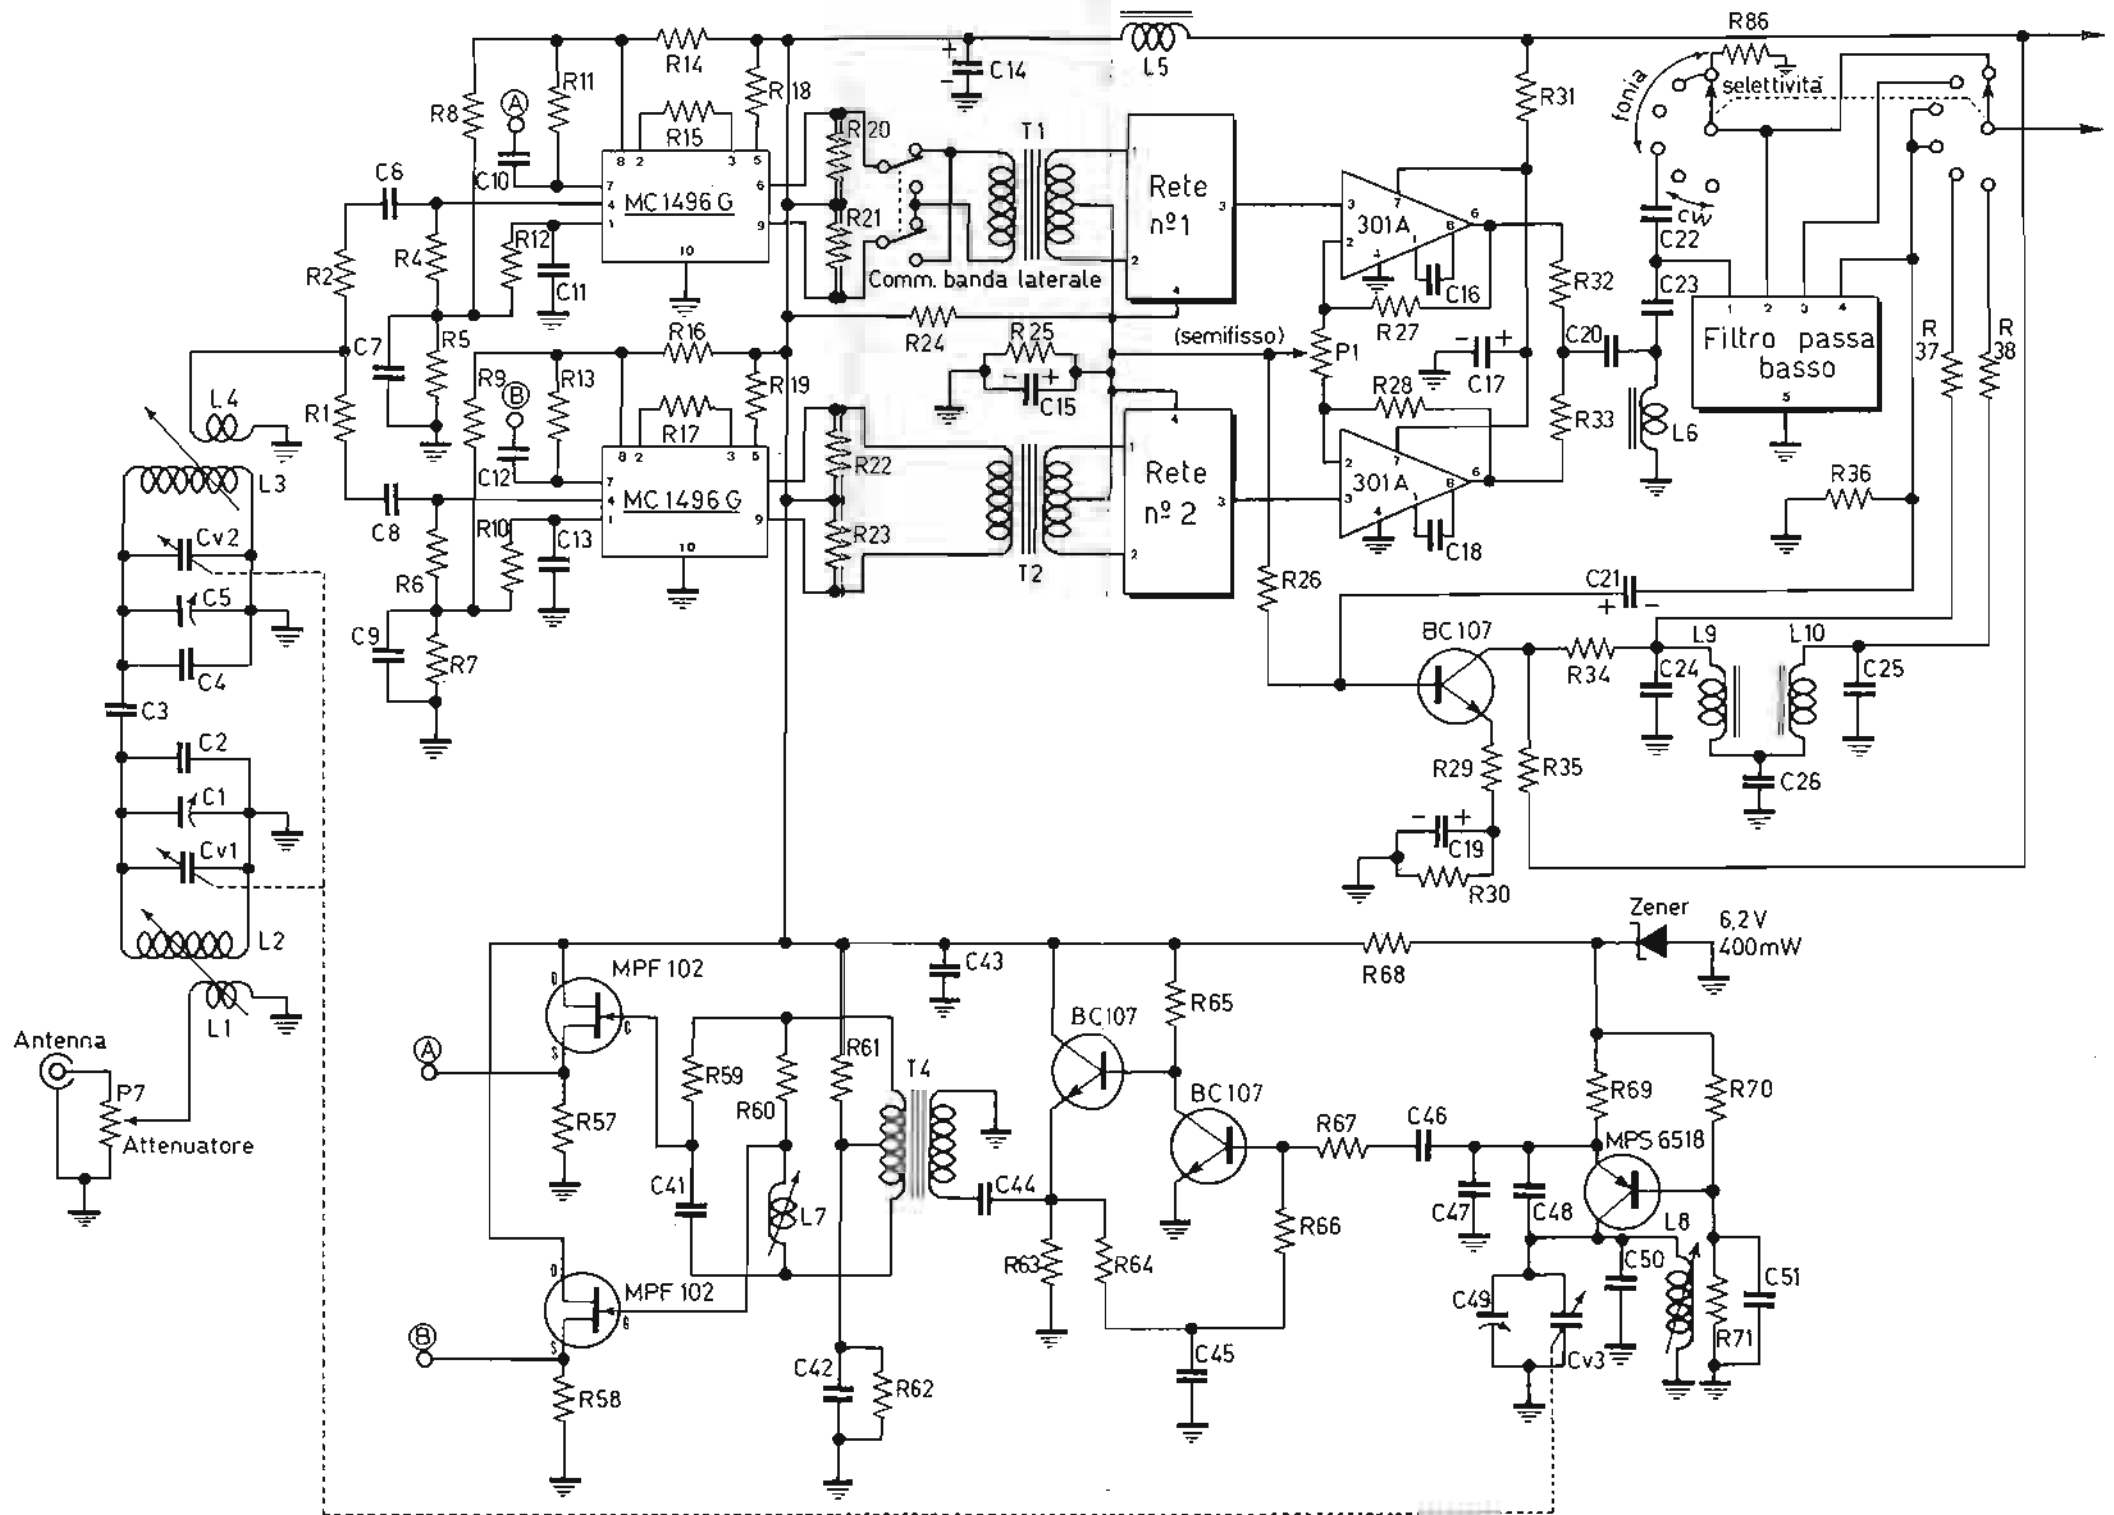 R86
R14
C14
L5
R11
R18
R8
A
R15
R31
fonia
selettività
R20
T1
8 2 3 5
C10
C6
7
4
1
MC1496G
6
9
10
R21
Rete
nº1
1
2
3
4
3
2
301A
7
6
4
1
8
cw
C22
R12
R2
R4
C11
Comm. banda laterale
C16
R32
C23
1 2 3 4
R5
R16
R24
R25
(semifisso)
R27
C20
Filtro passa
basso
5
R
37
R
38
C7
R9
R13
R19
P1
C17
B
C15
R28
L4
R1
R17
R33
L6
L3
C12
8 2 3 5
7
4
1
MC1496G
6
9
10
R22
4
1
2
3
Rete
nº 2
2
3
301A
7
6
4
1
8
R36
C8
R10
C13
R23
C18
Cv2
T2
R6
R26
C21
+ -
C5
C9
BC107
L9
L10
R7
R34
C24
C25
C4
C3
C2
R29
R35
C26
C1
- +
C19
Cv1
R30
Zener
6,2V
400mW
L2
MPF 102
C43
R68
D
G
S
R65
L1
BC107
Antenna
A
R61
T4
P7
R59
BC107
R69
R70
R57
R60
R67
C46
MPS 6518
Attenuatore
C41
C44
L7
C47
C48
L8
R66
R63
R64
C50
MPF 102
D
G
S
C49
C51
B
R71
C42
C45
Cv3
R62
R58